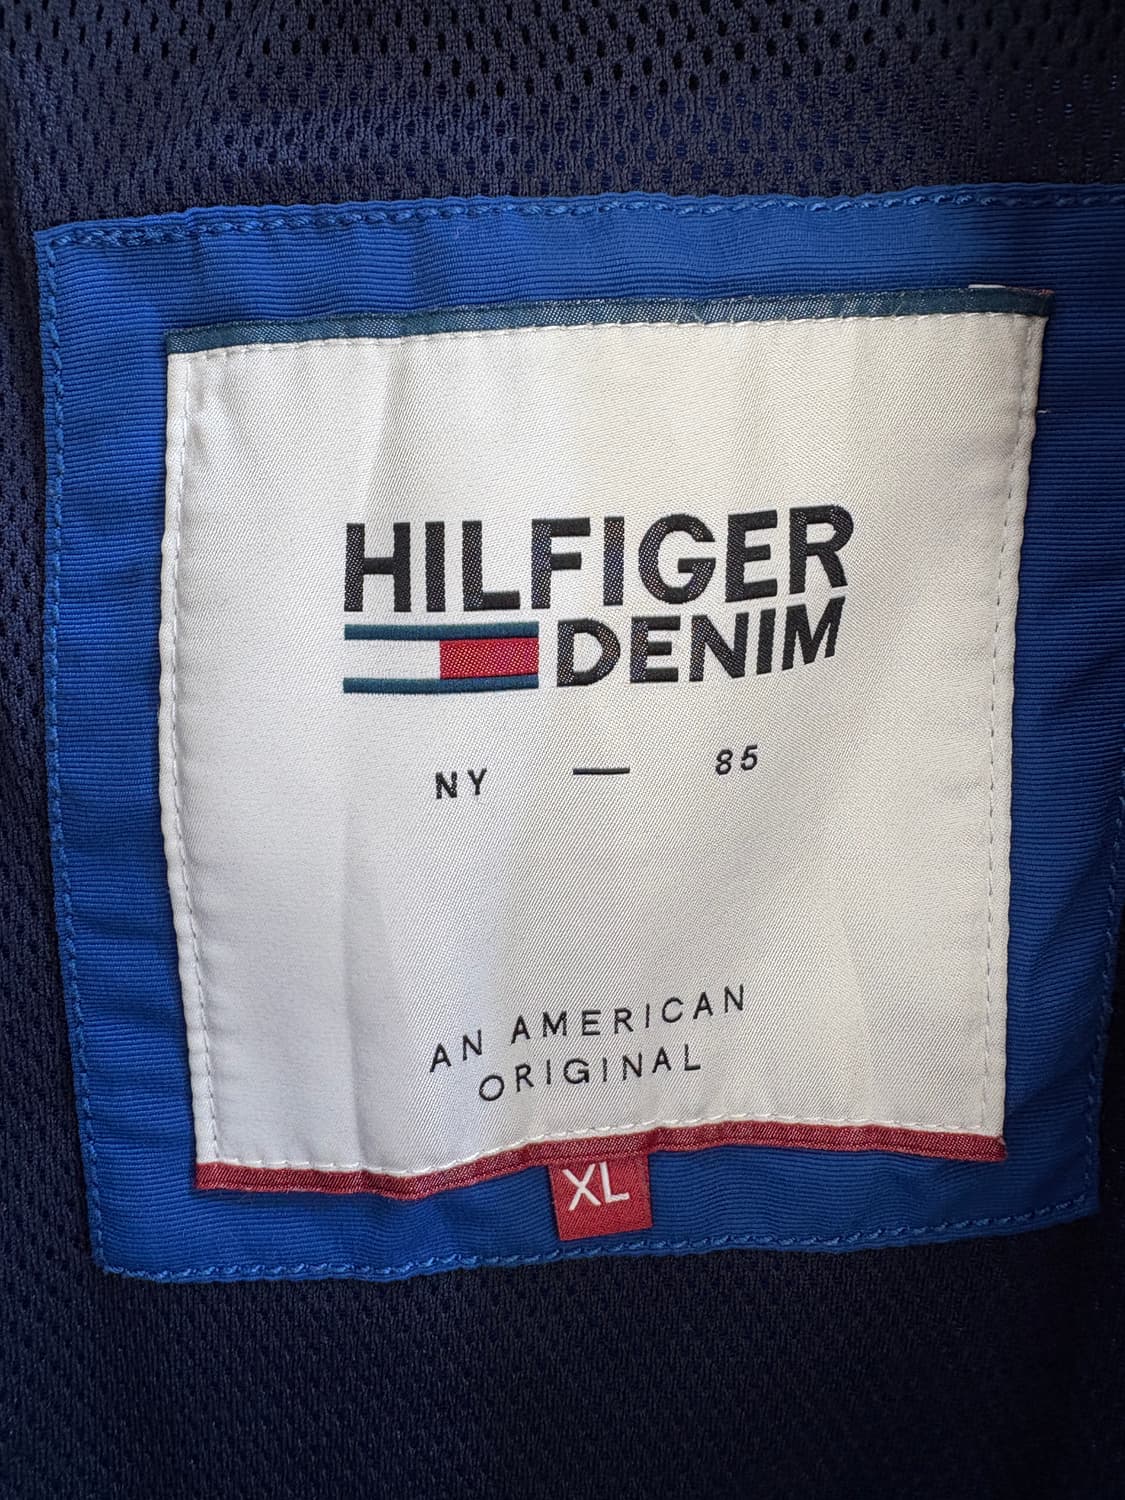 HILFIGER
DENIM
NY — 85
AN AMERICAN
ORIGINAL
XL